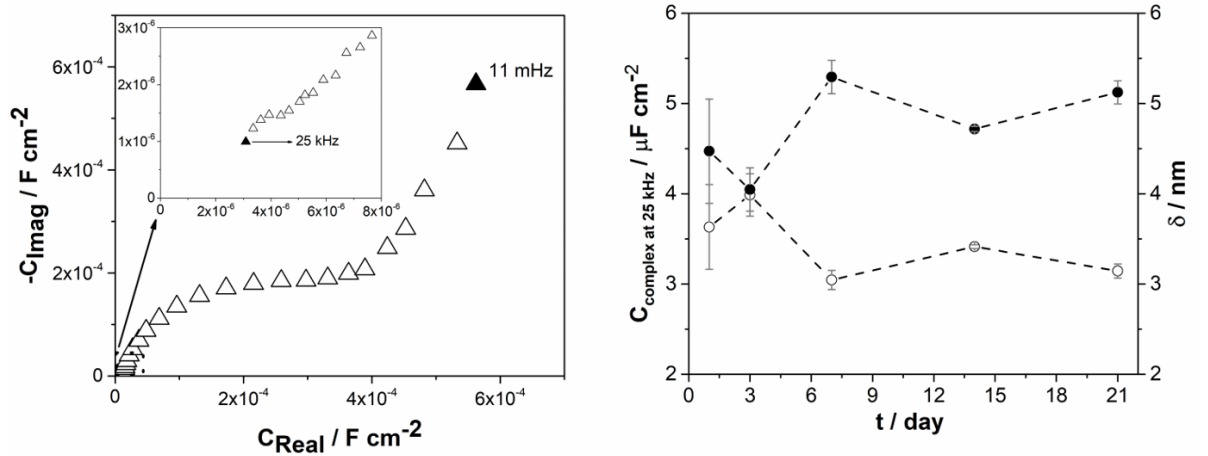 6x10⁻⁴
4x10⁻⁴
2x10⁻⁴
0
-C_Imag / F cm⁻²
3x10⁻⁶
2x10⁻⁶
1x10⁻⁶
0
0 2x10⁻⁶ 4x10⁻⁶ 6x10⁻⁶ 8x10⁻⁶
25 kHz
11 mHz
0 2x10⁻⁴ 4x10⁻⁴ 6x10⁻⁴
C_Real / F cm⁻²
6
5
4
3
2
C_complex at 25 kHz / µF cm⁻²
6
5
4
3
2
δ / nm
0 3 6 9 12 15 18 21
t / day